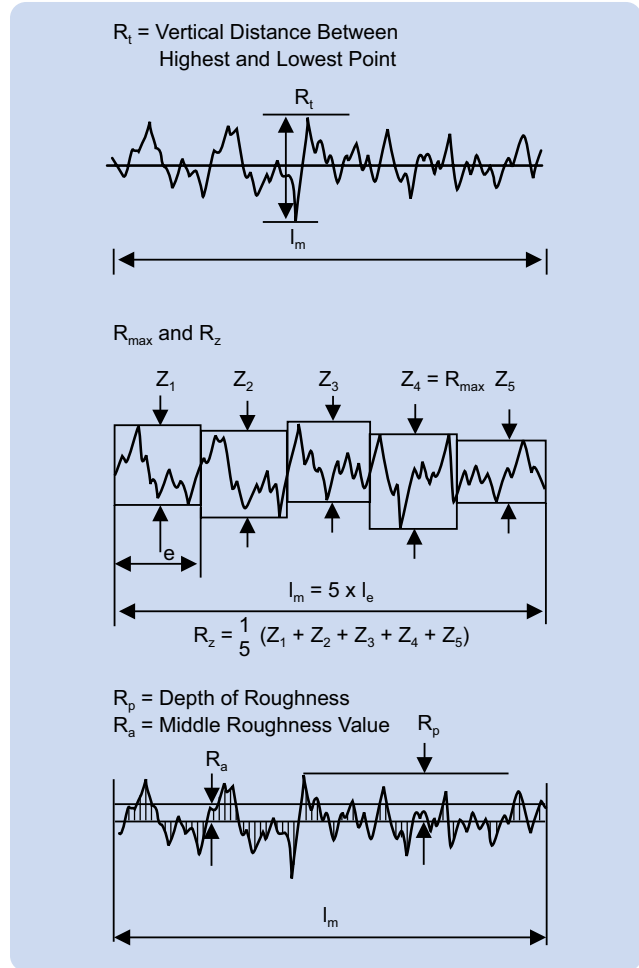 Rt = Vertical Distance Between
Highest and Lowest Point
Rt
lm
Rmax and Rz
Z1 Z2 Z3 Z4 = Rmax Z5
e
lm = 5 x le
Rz = 1/5 (Z1 + Z2 + Z3 + Z4 + Z5)
Rp = Depth of Roughness
Ra = Middle Roughness Value
Rp
Ra
lm